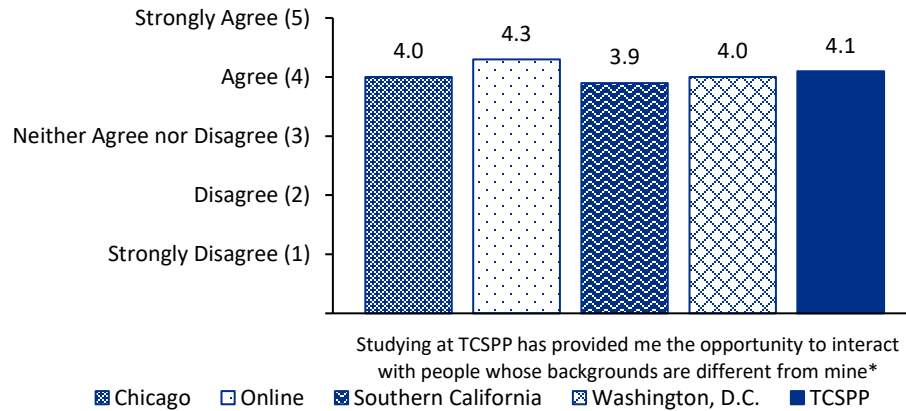 Strongly Agree (5)
Agree (4)
Neither Agree nor Disagree (3)
Disagree (2)
Strongly Disagree (1)
4.0
4.3
3.9
4.0
4.1
Studying at TCSPP has provided me the opportunity to interact
with people whose backgrounds are different from mine*
Chicago Online Southern California Washington, D.C. TCSPP